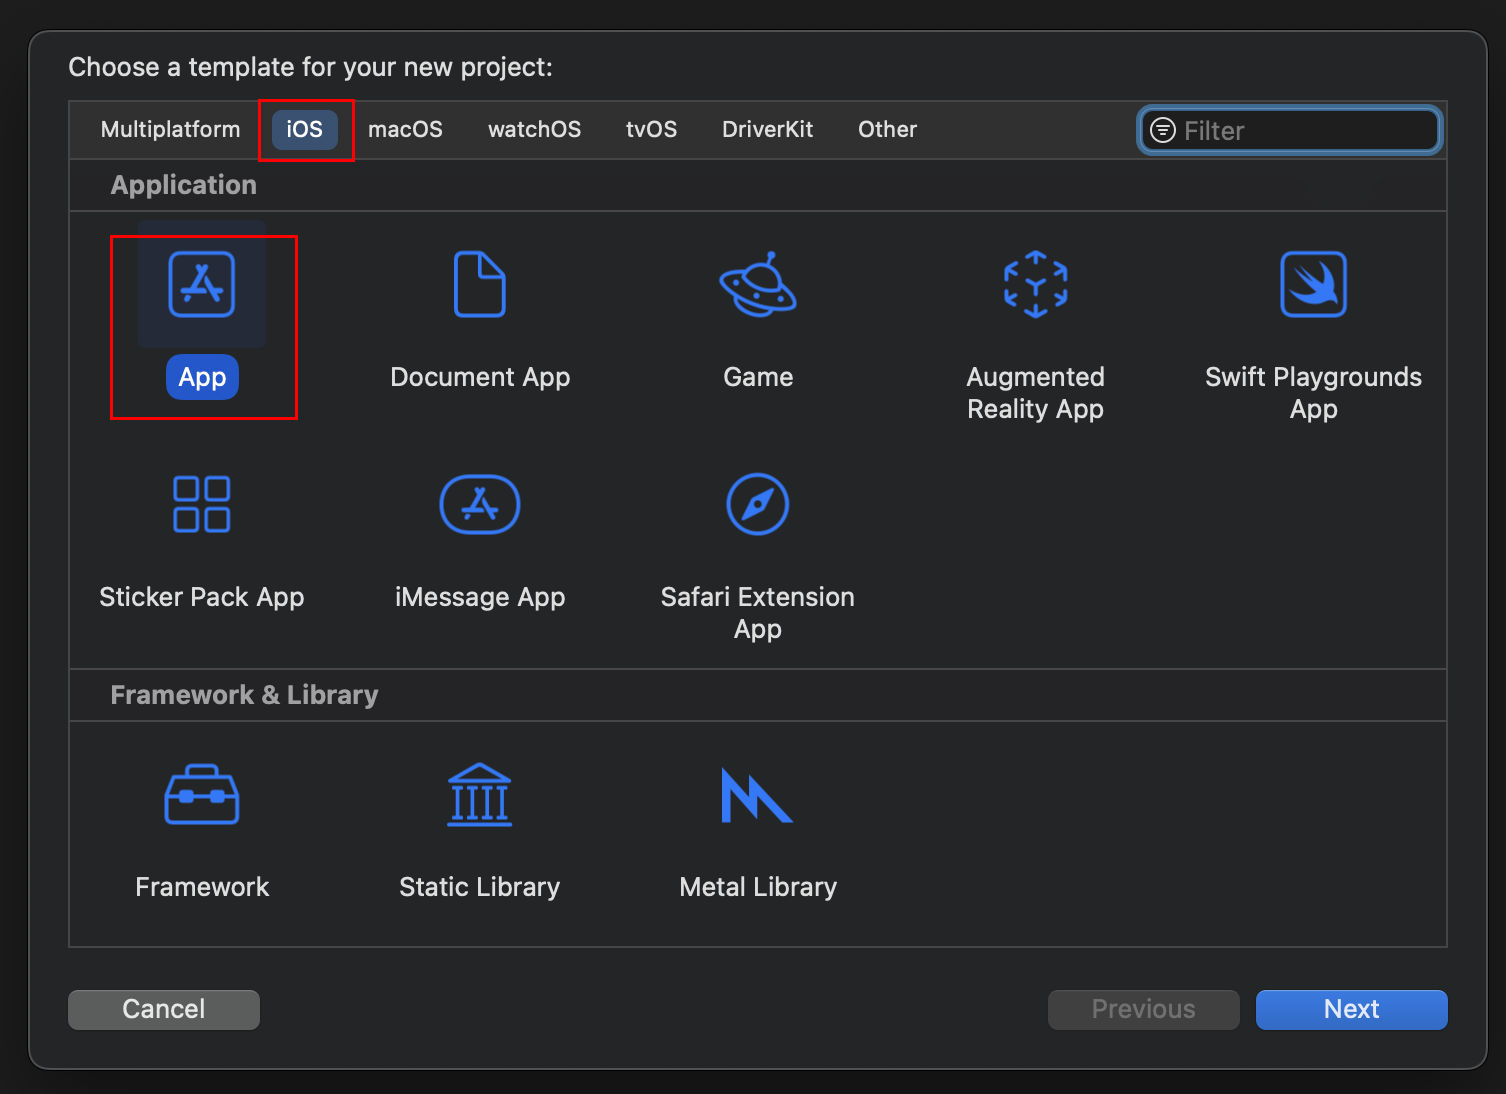 Choose a template for your new project:
Multiplatform iOS macOS watchOS tvOS DriverKit Other Filter
Application
App Document App Game Augmented Reality App Swift Playgrounds App
Sticker Pack App iMessage App Safari Extension App
Framework & Library
Framework Static Library Metal Library
Cancel Previous Next